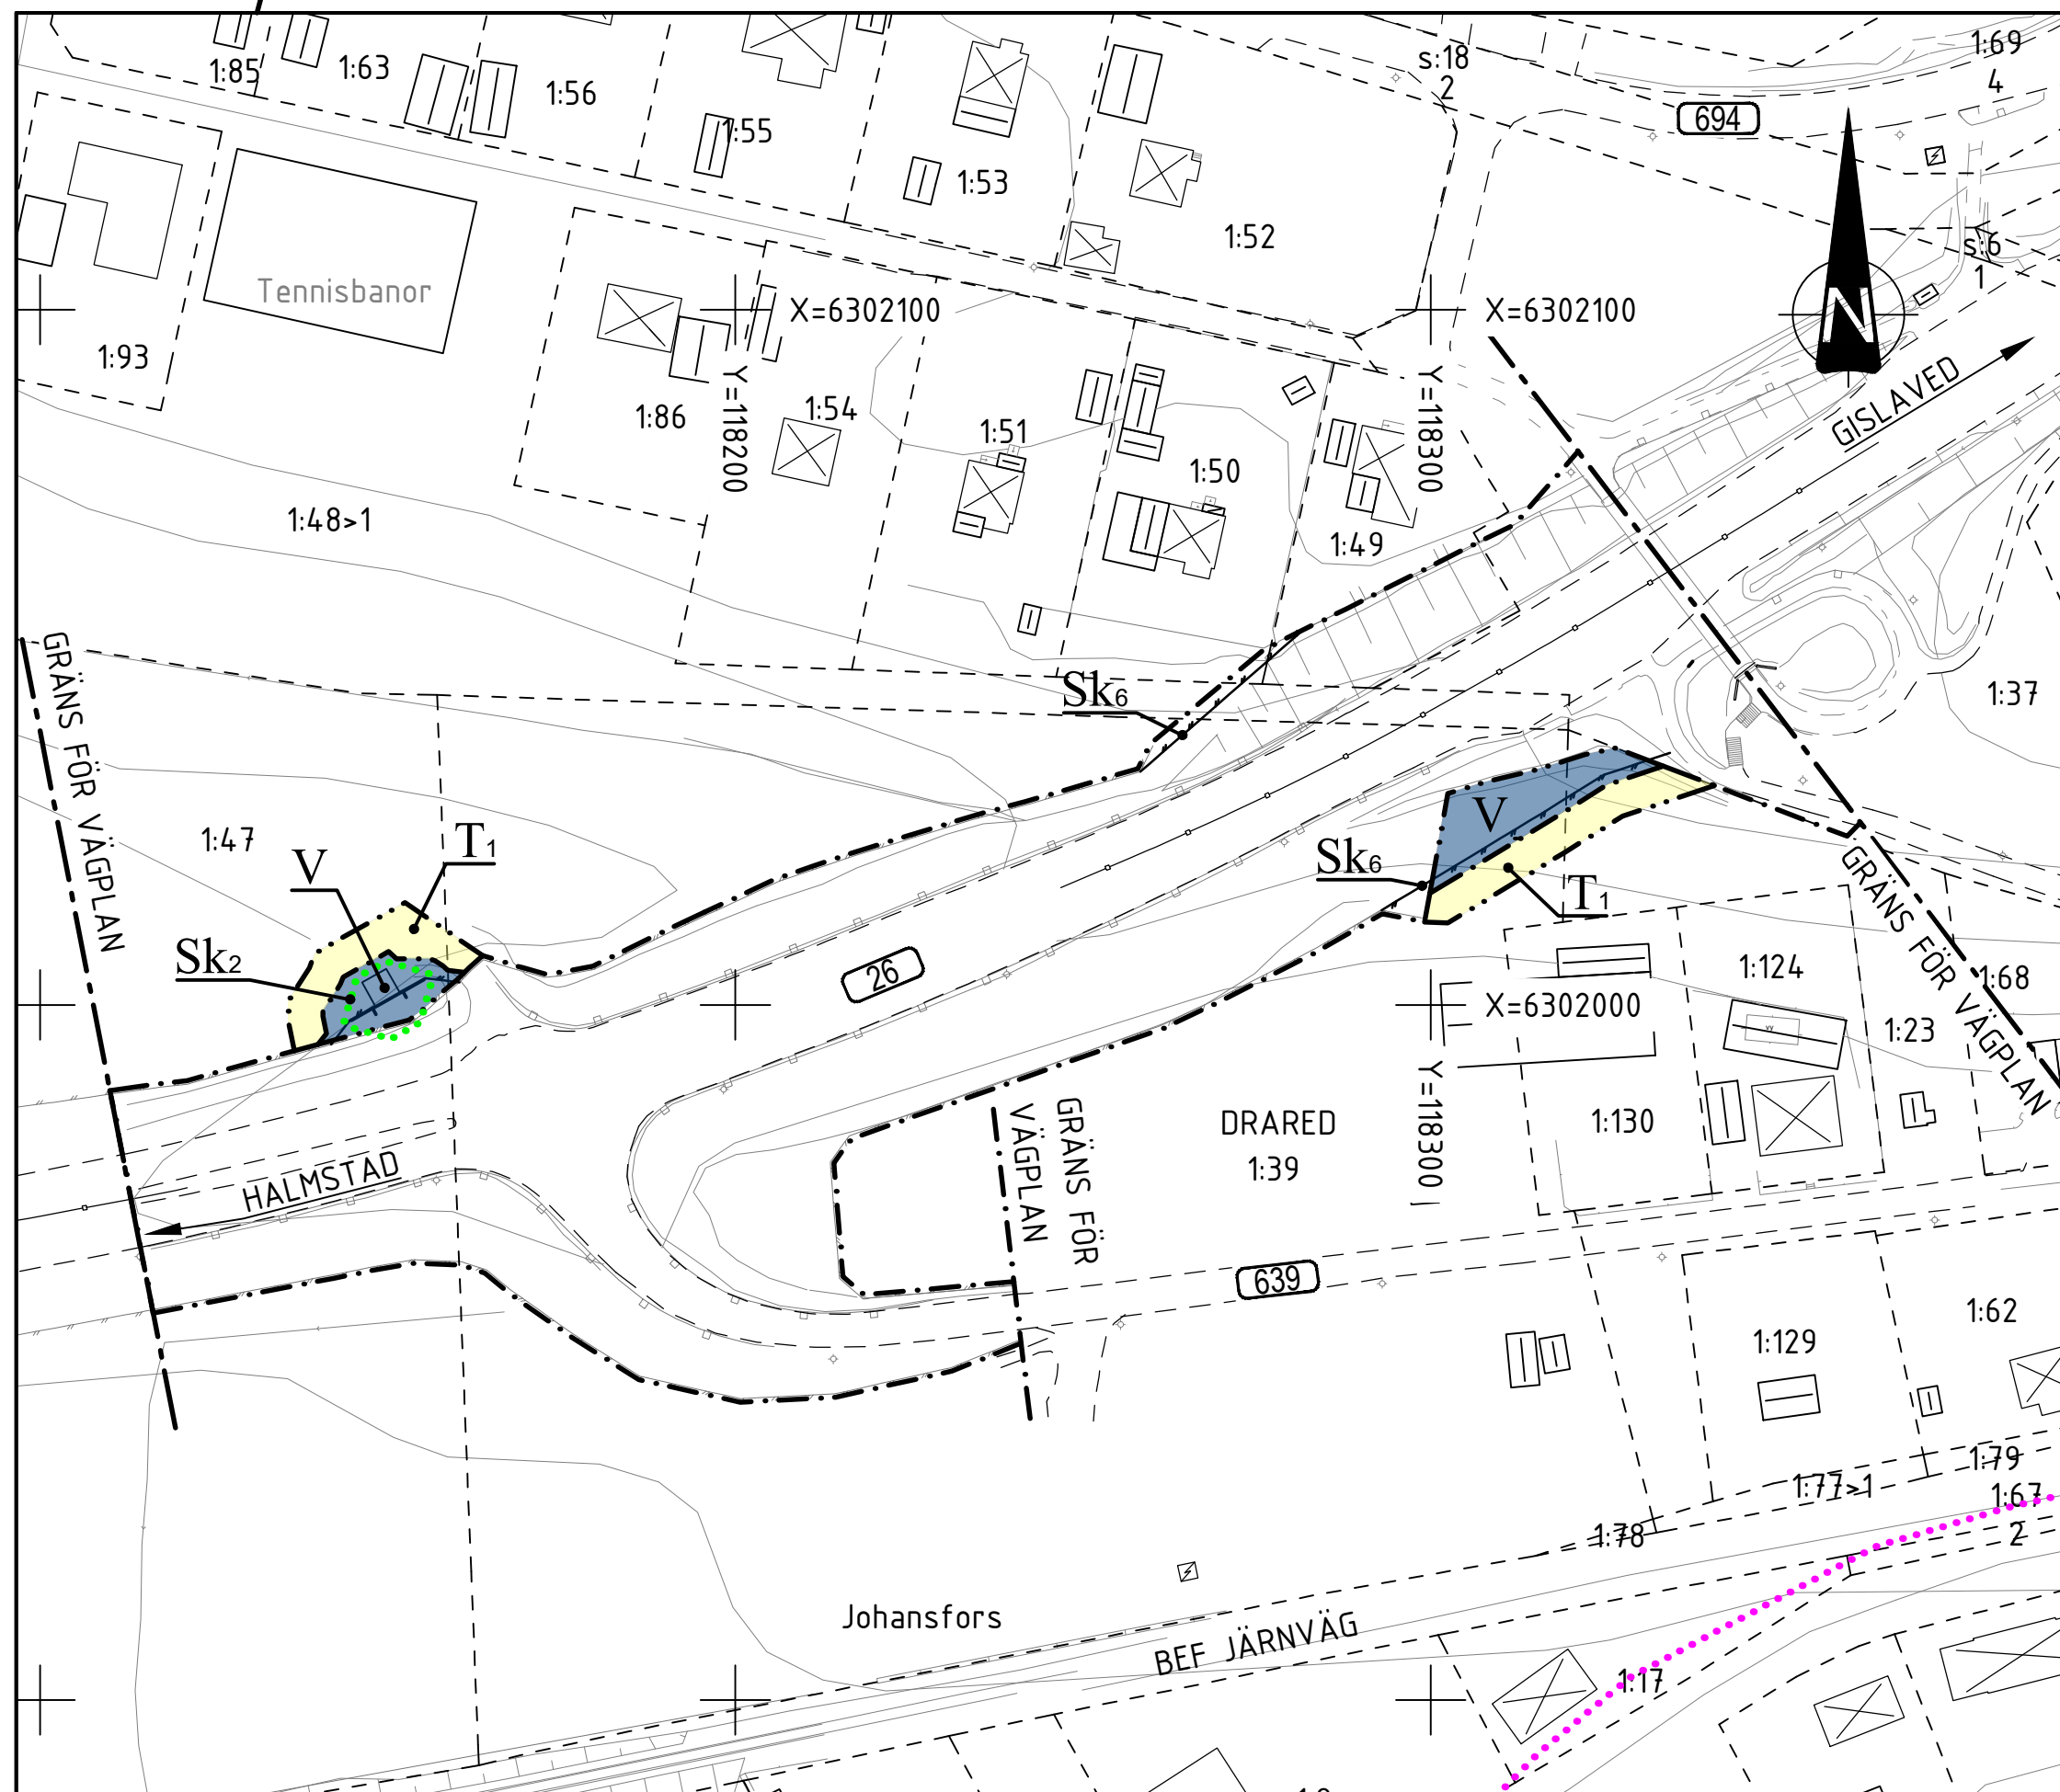 1:85
1:63
1:56
1:55
1:53
1:52
s:18
2
694
1:69
4
s:6
1
N
Tennisbanor
1:93
X=6302100
X=6302100
Y=118200
Y=118300
GISLAVED
1:86
1:54
1:51
1:50
1:49
1:48>1
GRÄNS FÖR VÄGPLAN
Sk6
1:37
1:47
V
T1
Sk2
V
Sk6
T1
GRÄNS FÖR VÄGPLAN
26
X=6302000
Y=118300
1:124
1:68
1:23
1:130
DRARED
1:39
GRÄNS FÖR
VÄGPLAN
HALMSTAD
639
1:62
1:129
1:79
1:77>1
1:67
2
1:78
Johansfors
BEF JÄRNVÄG
1:17